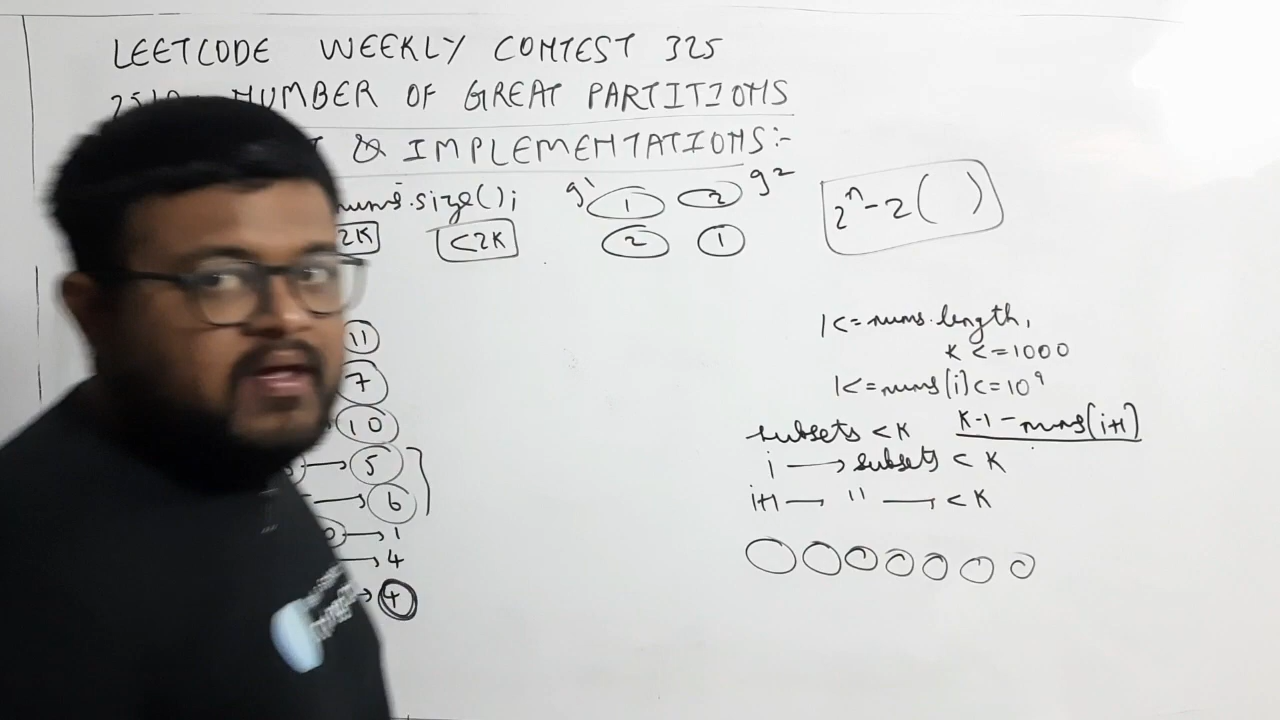 LEETCODE WEEKLY CONTEST 325
NUMBER OF GREAT PARTITIONS
& IMPLEMENTATIONS:-
nums.size();
g1 1 2 g2
2^n - 2( )
2K <2K 2 1
1<=nums.length,
K <=1000
11
7
1<=nums[i]<=10^9
10
subsets <K K-1-nums[i+1]
→ 5
i → subsets < K
→ 6
i+1 → " → <K
→ 1
→ 4
→ 4